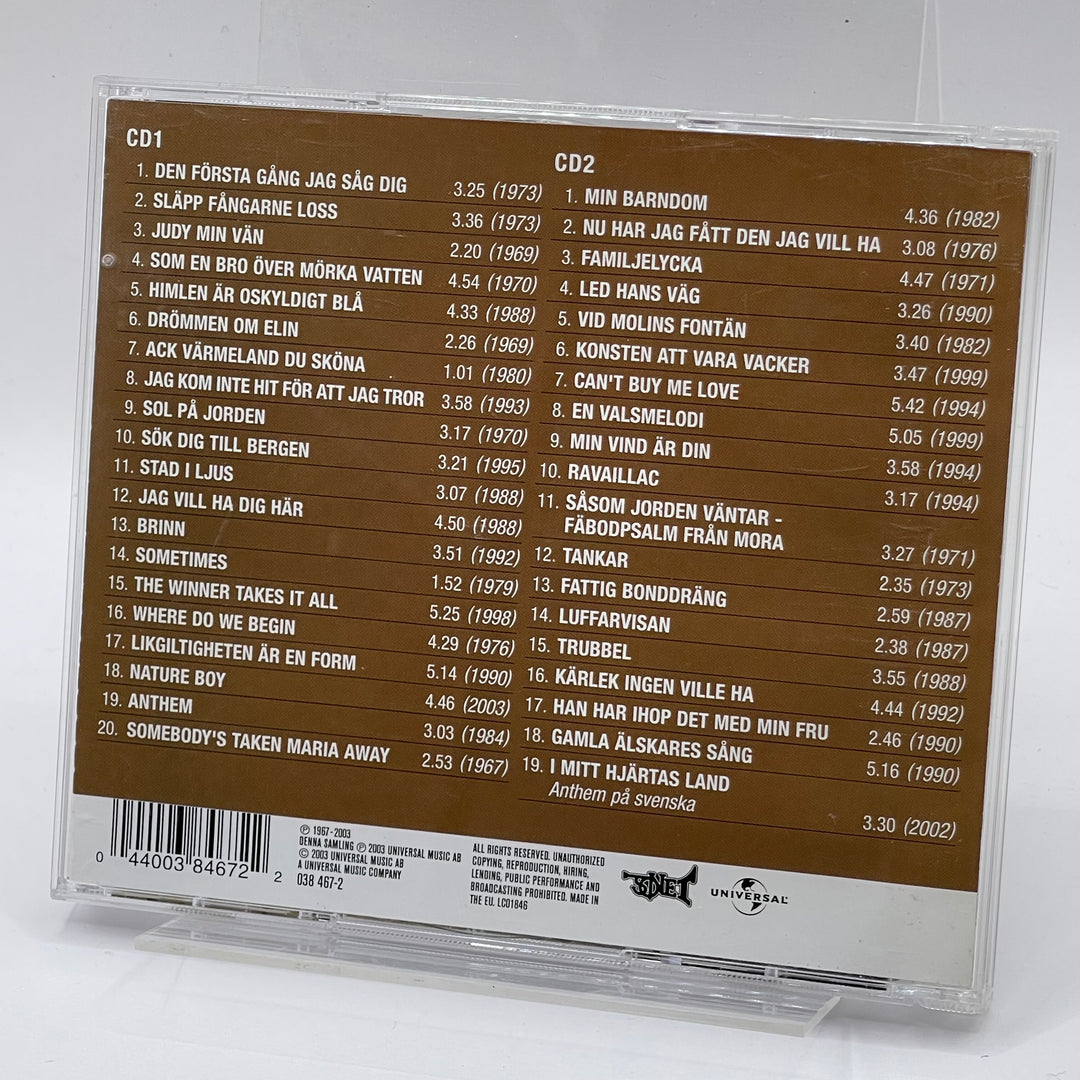 CD1
1. DEN FÖRSTA GÅNG JAG SÅG DIG 3.25 (1973)
2. SLÄPP FÅNGARNE LOSS 3.36 (1973)
3. JUDY MIN VÄN 2.20 (1969)
4. SOM EN BRO ÖVER MÖRKA VATTEN 4.54 (1970)
5. HIMLEN ÄR OSKYLDIGT BLÅ 4.33 (1988)
6. DRÖMMEN OM ELIN 2.26 (1969)
7. ACK VÄRMELAND DU SKÖNA 1.01 (1980)
8. JAG KOM INTE HIT FÖR ATT JAG TROR 3.58 (1993)
9. SOL PÅ JORDEN 3.17 (1970)
10. SÖK DIG TILL BERGEN 3.21 (1995)
11. STAD I LJUS 3.07 (1988)
12. JAG VILL HA DIG HÄR 4.50 (1988)
13. BRINN 3.51 (1992)
14. SOMETIMES 1.52 (1979)
15. THE WINNER TAKES IT ALL 5.25 (1998)
16. WHERE DO WE BEGIN 4.29 (1976)
17. LIKGILTIGHETEN ÄR EN FORM 5.14 (1990)
18. NATURE BOY 4.46 (2003)
19. ANTHEM 3.03 (1984)
20. SOMEBODY'S TAKEN MARIA AWAY 2.53 (1967)
CD2
1. MIN BARNDOM 4.36 (1982)
2. NU HAR JAG FÅTT DEN JAG VILL HA 3.08 (1976)
3. FAMILJELYCKA 4.47 (1971)
4. LED HANS VÄG 3.26 (1990)
5. VID MOLINS FONTÄN 3.40 (1982)
6. KONSTEN ATT VARA VACKER 3.47 (1999)
7. CAN'T BUY ME LOVE 5.42 (1994)
8. EN VALSMELODI 5.05 (1999)
9. MIN VIND ÄR DIN 3.58 (1994)
10. RAVAILLAC 3.17 (1994)
11. SÅSOM JORDEN VÄNTAR -
FÄBODPSALM FRÅN MORA 3.27 (1971)
12. TANKAR 2.35 (1973)
13. FATTIG BONDDRÄNG 2.59 (1987)
14. LUFFARVISAN 2.38 (1987)
15. TRUBBEL 3.55 (1988)
16. KÄRLEK INGEN VILLE HA 4.44 (1992)
17. HAN HAR IHOP DET MED MIN FRU 2.46 (1990)
18. GAMLA ÄLSKARES SÅNG 5.16 (1990)
19. I MITT HJÄRTAS LAND
Anthem på svenska 3.30 (2002)
0 44003 84672 2
℗ 1967-2003
DENNA SAMLING ℗ 2003 UNIVERSAL MUSIC AB
© 2003 UNIVERSAL MUSIC AB
A UNIVERSAL MUSIC COMPANY
038 467-2
ALL RIGHTS RESERVED. UNAUTHORIZED
COPYING, REPRODUCTION, HIRING,
LENDING, PUBLIC PERFORMANCE AND
BROADCASTING PROHIBITED. MADE IN
THE EU. LC01846
UNIVERSAL